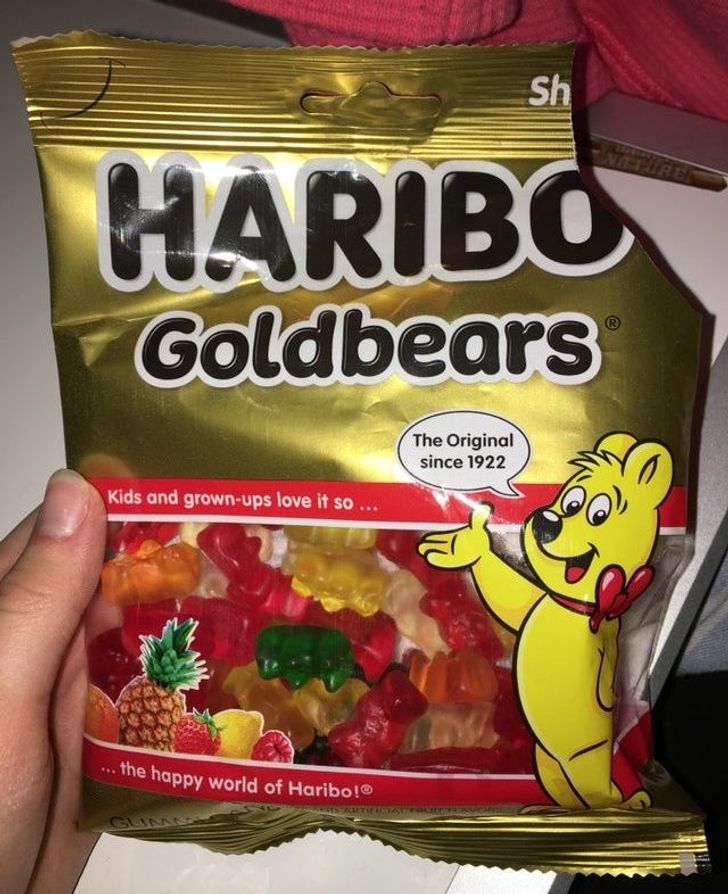 Sh
HARIBO
Goldbears®
The Original
since 1922
Kids and grown-ups love it so ...
... the happy world of Haribo!®
ARTIFICIAL